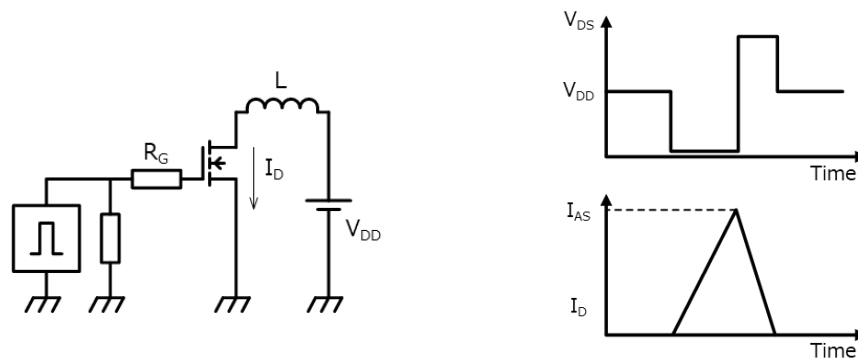 L
R_G
I_D
V_DD
V_DS
V_DD
Time
I_AS
I_D
Time